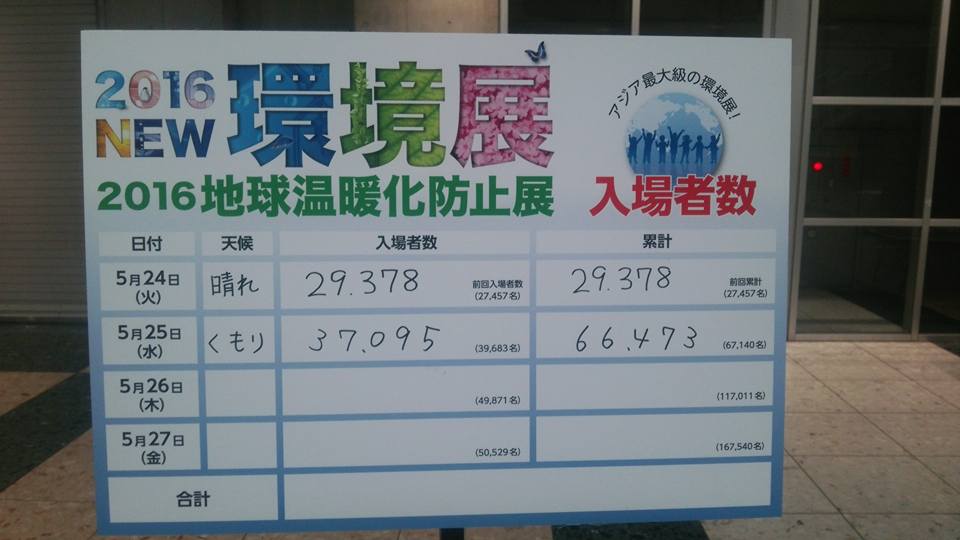 2016 NEW 環境展
アジア最大級の環境展!
2016 地球温暖化防止展
入場者数
日付 天候 入場者数 累計
5月24日(火) 晴れ 29.378 前回入場者数(27,457名) 29.378 前回累計(27,457名)
5月25日(水) くもり 37.095 (39,683名) 66.473 (67,140名)
5月26日(木) (49,871名) (117,011名)
5月27日(金) (50,529名) (167,540名)
合計